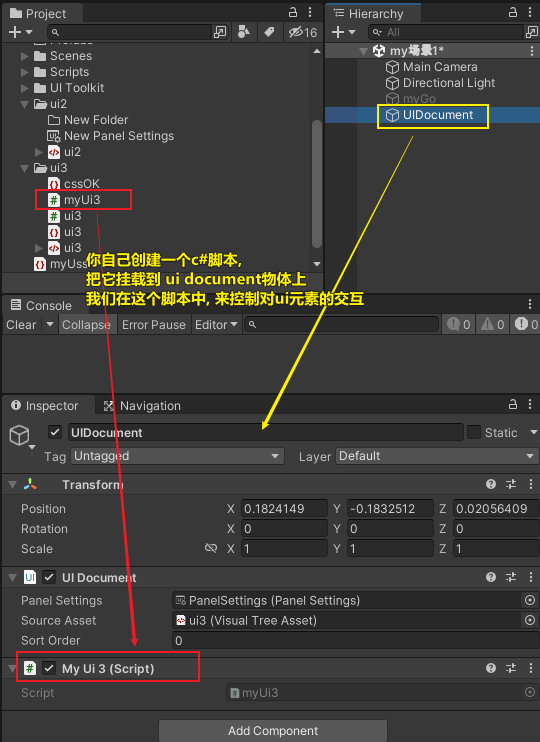 Project
16
Scenes
Scripts
UI Toolkit
ui2
New Folder
New Panel Settings
ui2
ui3
cssOK
myUi3
ui3
ui3
ui3
Hierarchy
All
my场景1*
Main Camera
Directional Light
myGo
UIDocument
你自己创建一个c#脚本,
把它挂载到 ui document物体上
我们在这个脚本中, 来控制对ui元素的交互
Console
Clear
Collapse
Error Pause
Editor
0
0
0
Inspector
Navigation
UIDocument
Static
Tag Untagged
Layer Default
Transform
Position X 0.1824149 Y -0.1832512 Z 0.02056409
Rotation X 0 Y 0 Z 0
Scale X 1 Y 1 Z 1
UI Document
Panel Settings PanelSettings (Panel Settings)
Source Asset ui3 (Visual Tree Asset)
Sort Order 0
# My Ui 3 (Script)
Script myUi3
Add Component